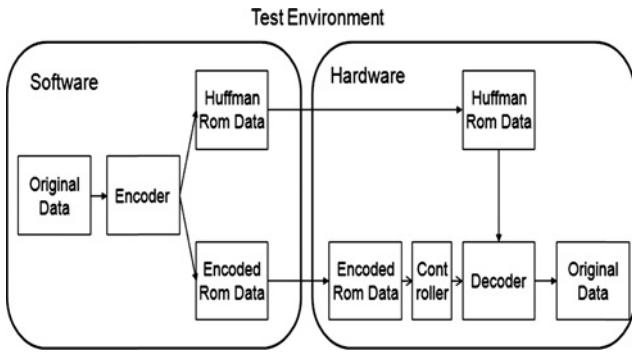 Test Environment
Software
Huffman
Rom Data
Original
Data
Encoder
Encoded
Rom Data
Hardware
Huffman
Rom Data
Encoded
Rom Data
Cont
roller
Decoder
Original
Data